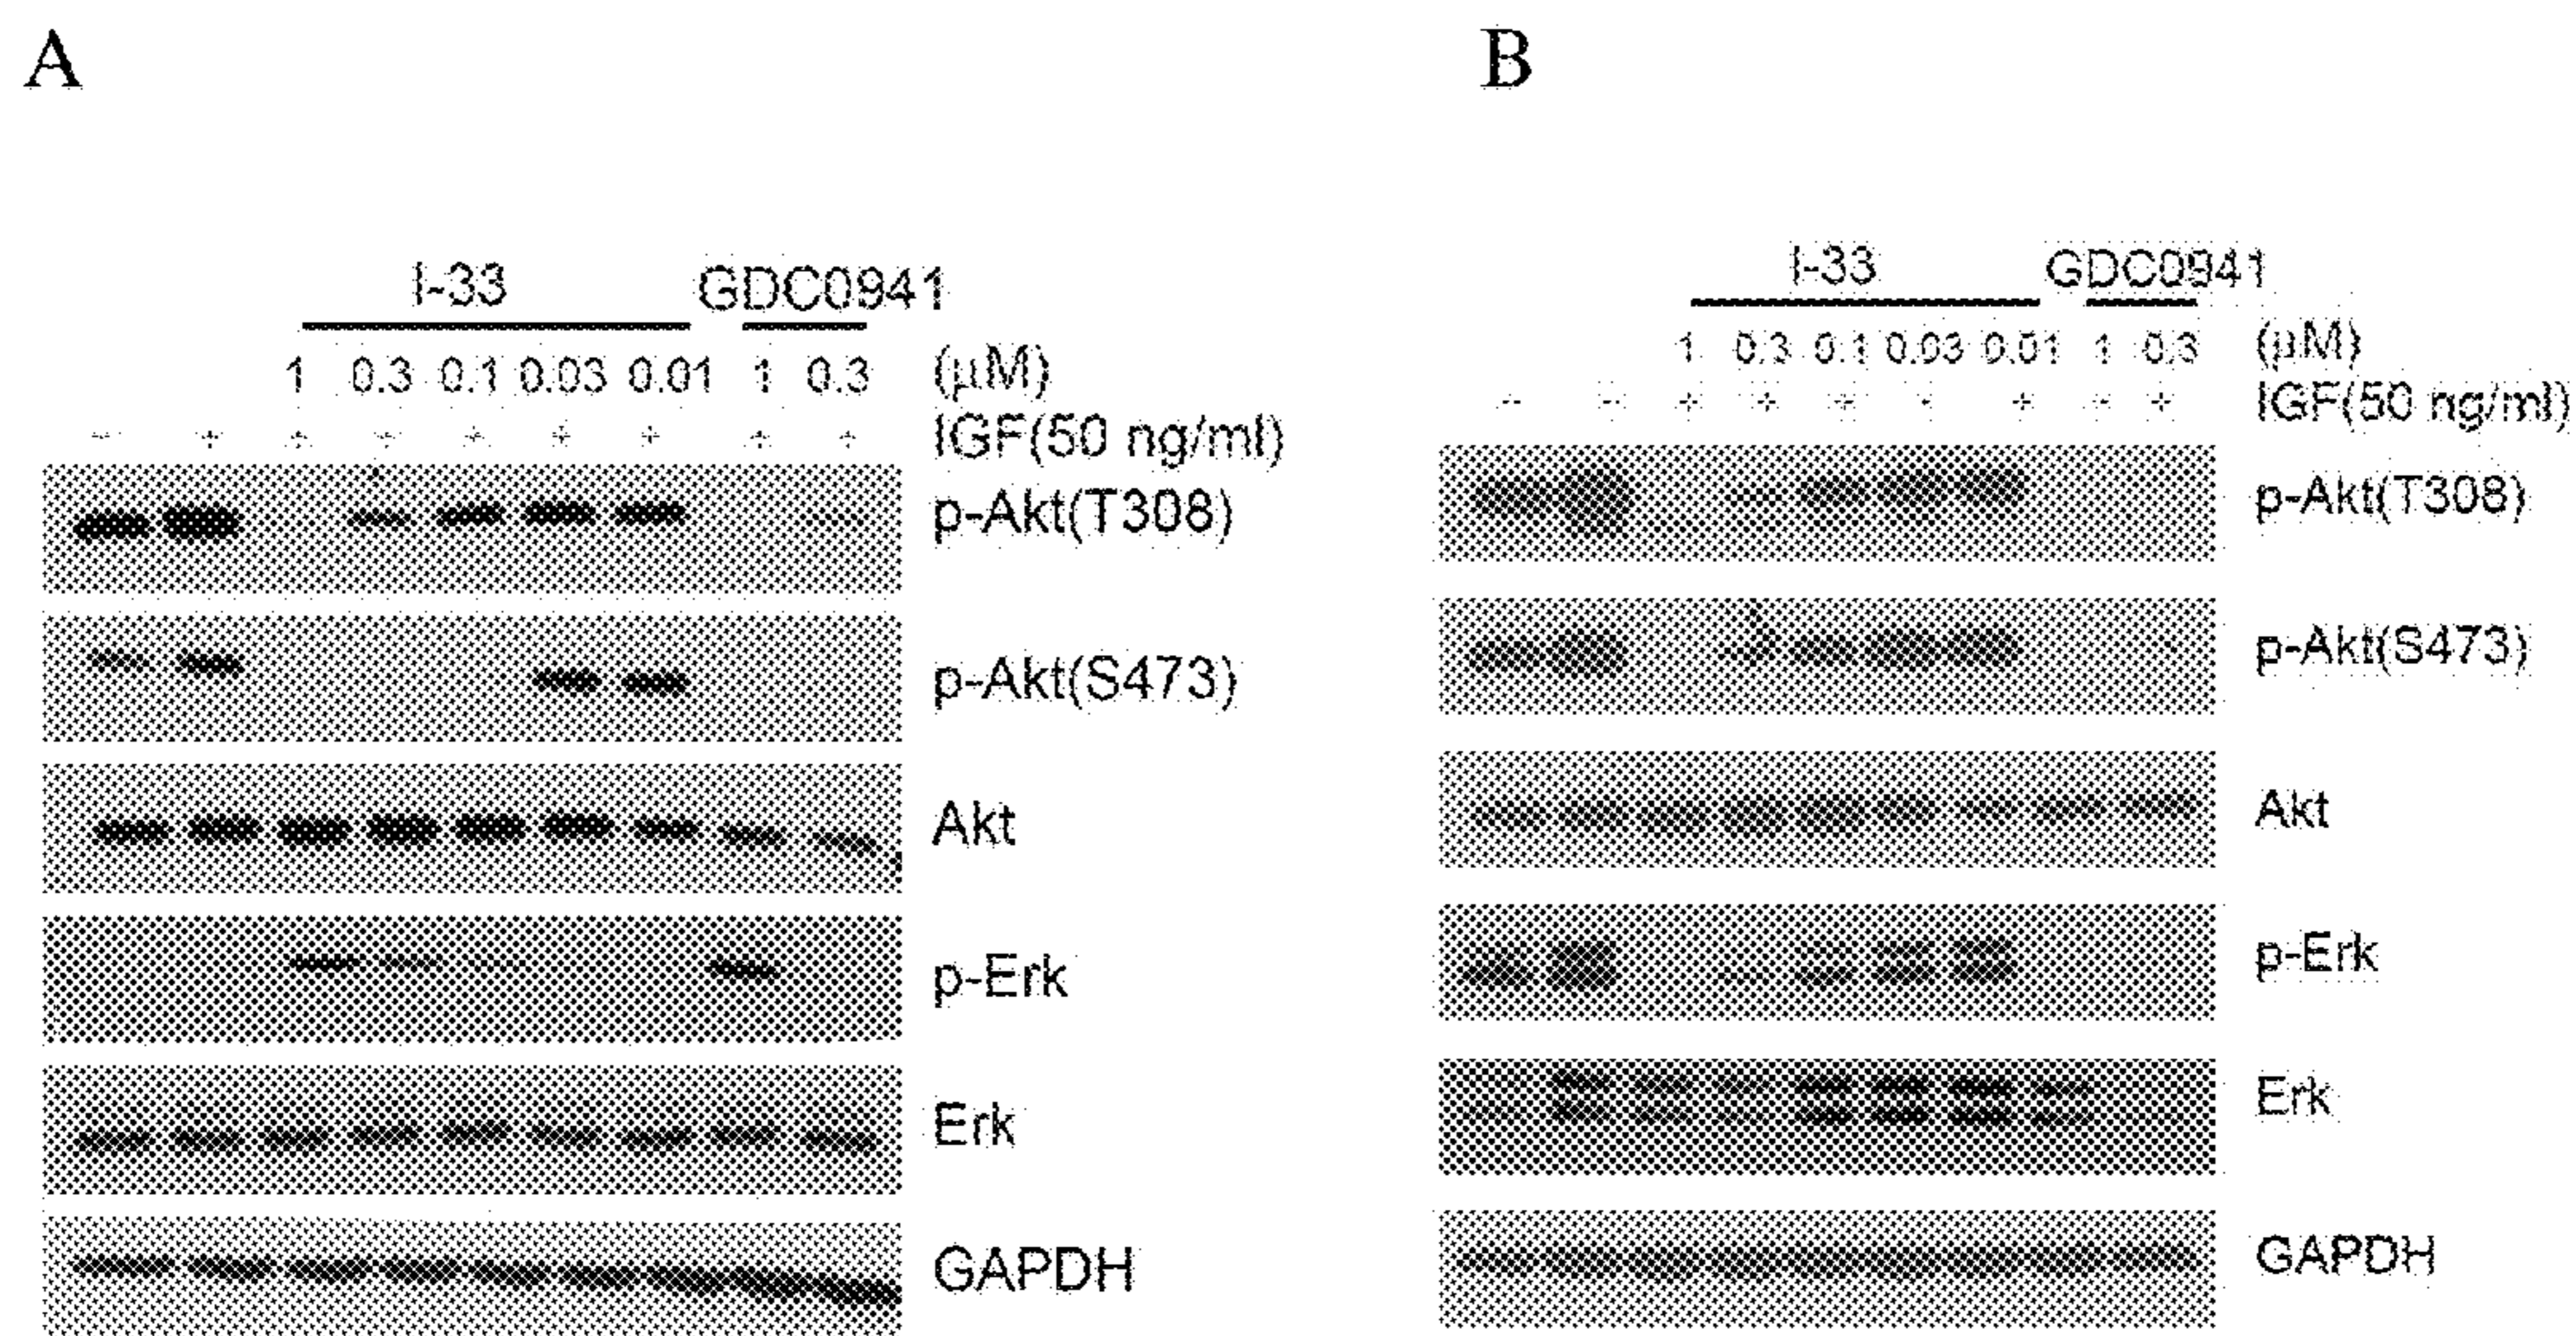 A
I-33 GDC0941
1 0.3 0.1 0.03 0.01 1 0.3 (μM)
- + + + + + + + + IGF(50 ng/ml)
p-Akt(T308)
p-Akt(S473)
Akt
p-Erk
Erk
GAPDH
B
I-33 GDC0941
1 0.3 0.1 0.03 0.01 1 0.3 (μM)
IGF(50 ng/ml)
p-Akt(T308)
p-Akt(S473)
Akt
p-Erk
Erk
GAPDH